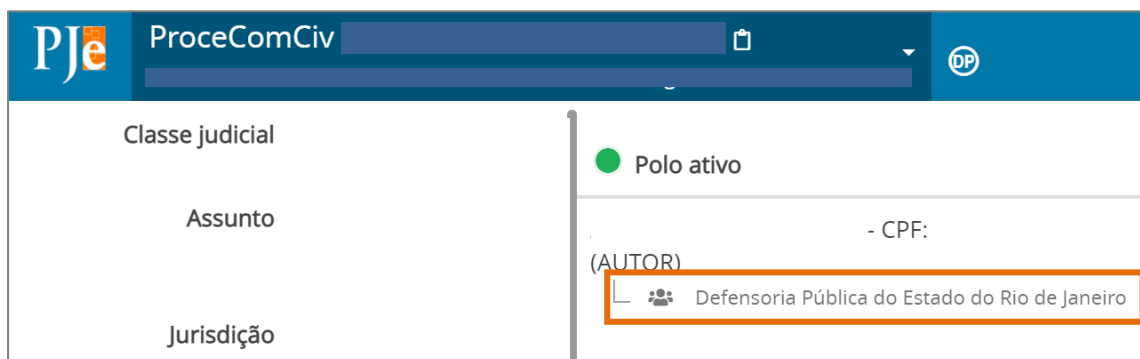 PJe
ProceComCiv
DP
Classe judicial
Assunto
Jurisdição
Polo ativo
- CPF:
(AUTOR)
Defensoria Pública do Estado do Rio de Janeiro